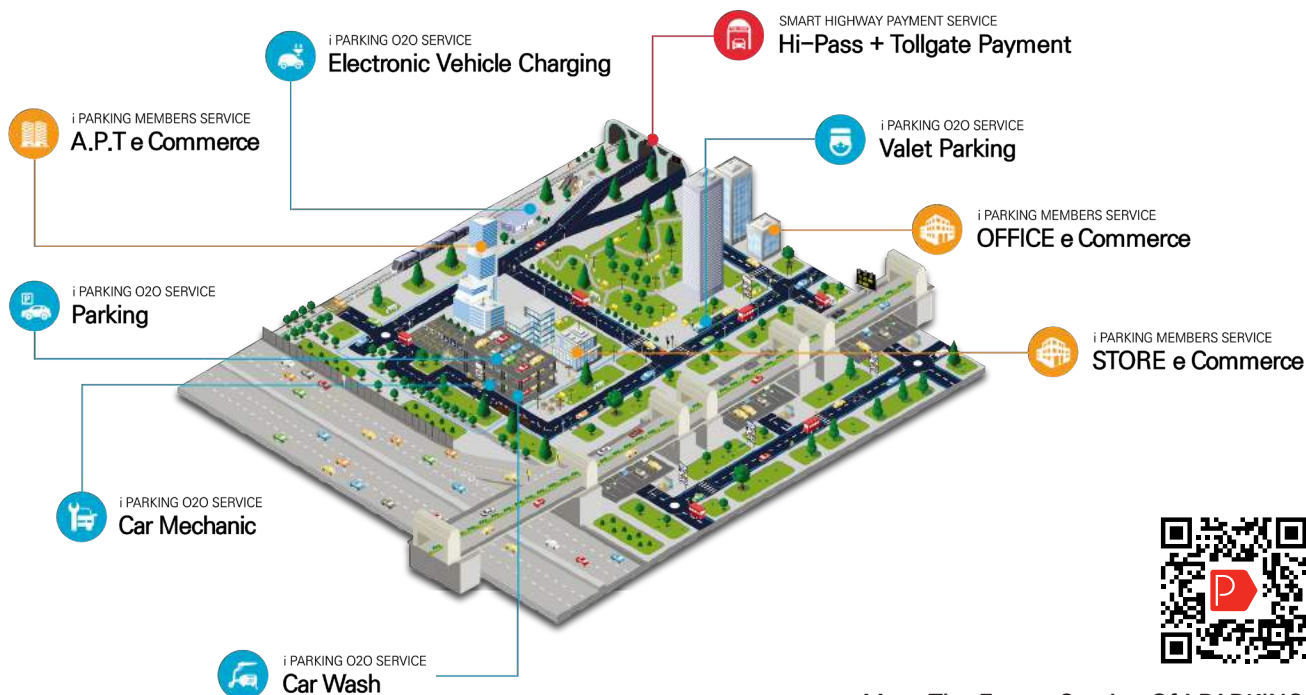 SMART HIGHWAY PAYMENT SERVICE
Hi-Pass + Tollgate Payment
i PARKING O2O SERVICE
Electronic Vehicle Charging
i PARKING MEMBERS SERVICE
A.P.T e Commerce
i PARKING O2O SERVICE
Valet Parking
i PARKING MEMBERS SERVICE
OFFICE e Commerce
i PARKING O2O SERVICE
Parking
i PARKING MEMBERS SERVICE
STORE e Commerce
i PARKING O2O SERVICE
Car Mechanic
i PARKING O2O SERVICE
Car Wash